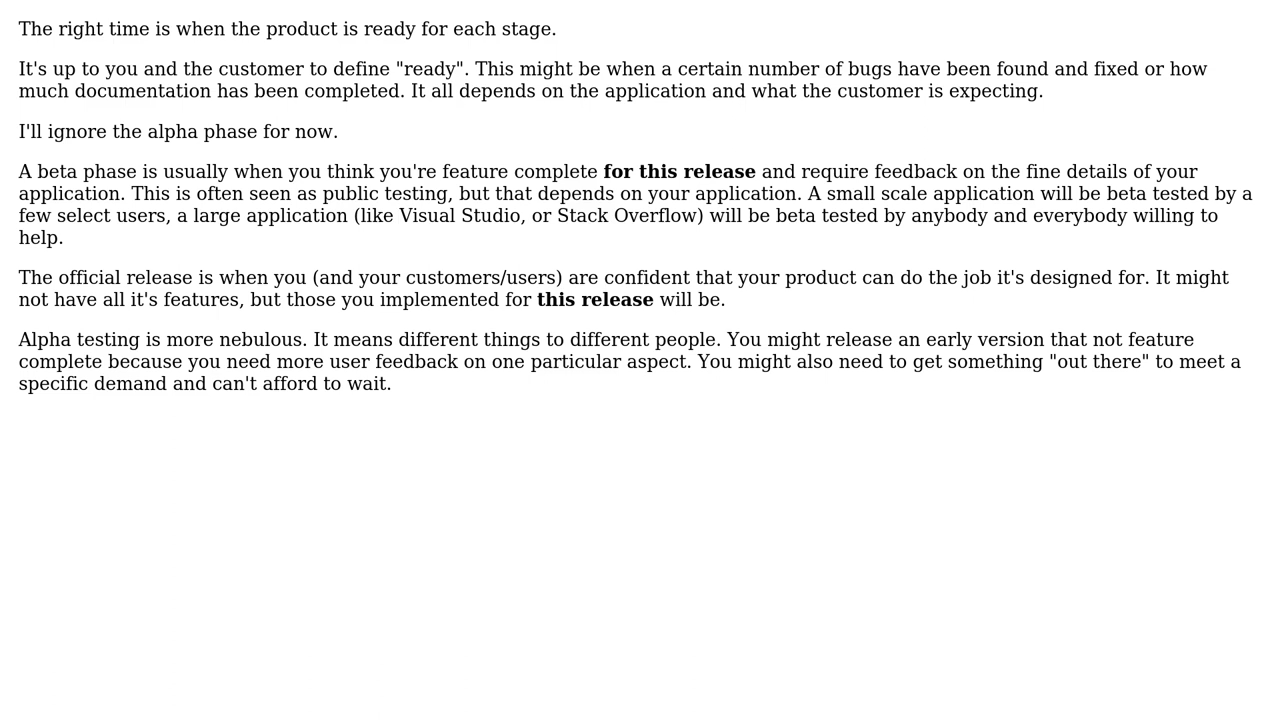 The right time is when the product is ready for each stage.
It's up to you and the customer to define "ready". This might be when a certain number of bugs have been found and fixed or how
much documentation has been completed. It all depends on the application and what the customer is expecting.
I'll ignore the alpha phase for now.
A beta phase is usually when you think you're feature complete for this release and require feedback on the fine details of your
application. This is often seen as public testing, but that depends on your application. A small scale application will be beta tested by a
few select users, a large application (like Visual Studio, or Stack Overflow) will be beta tested by anybody and everybody willing to
help.
The official release is when you (and your customers/users) are confident that your product can do the job it's designed for. It might
not have all it's features, but those you implemented for this release will be.
Alpha testing is more nebulous. It means different things to different people. You might release an early version that not feature
complete because you need more user feedback on one particular aspect. You might also need to get something "out there" to meet a
specific demand and can't afford to wait.